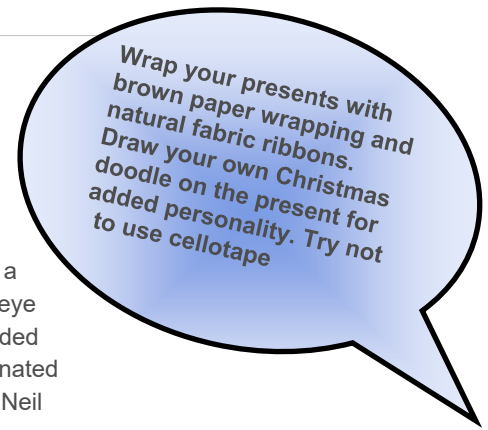 Wrap your presents with
brown paper wrapping and
natural fabric ribbons.
Draw your own Christmas
doodle on the present for
added personality. Try not
to use cellotape
a
eye
ded
nated
Neil